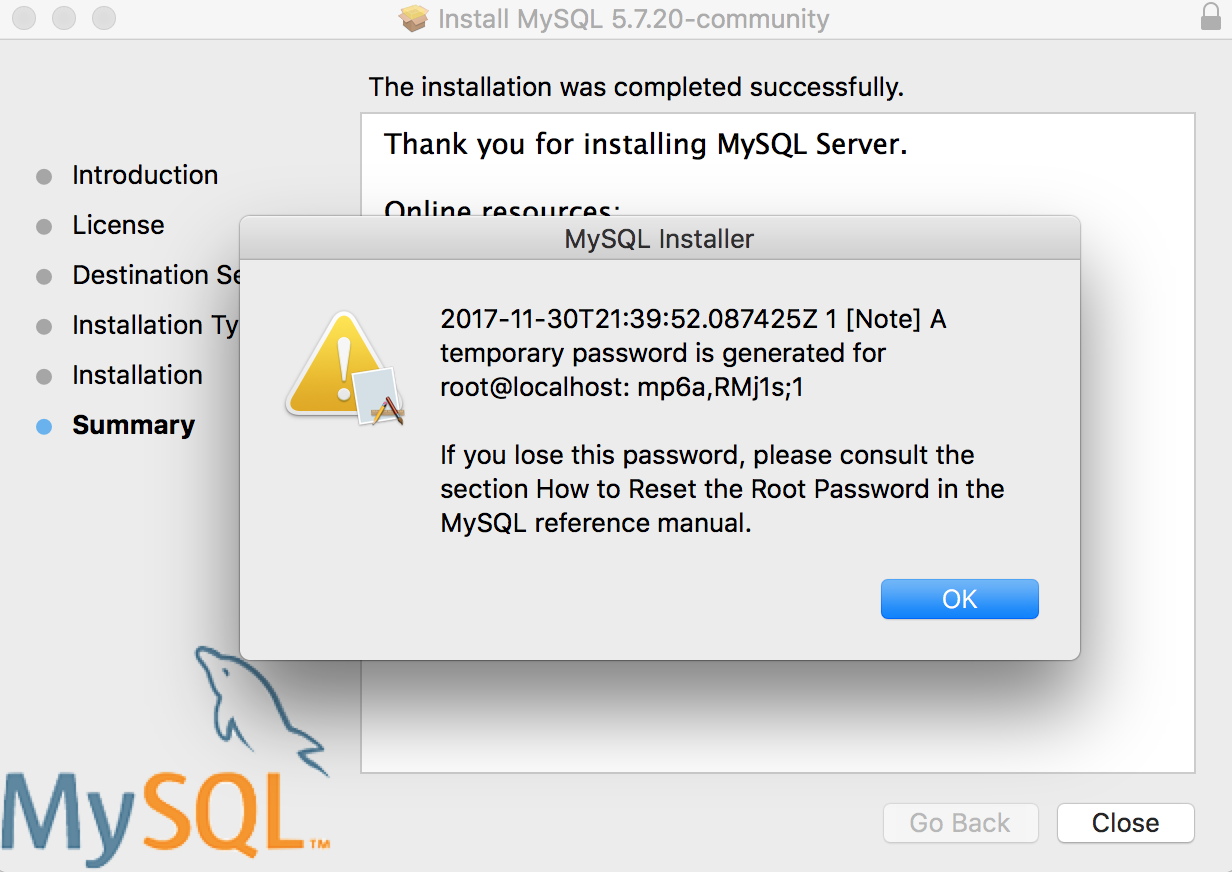 Install MySQL 5.7.20-community
The installation was completed successfully.
Introduction
License
Destination Se
Installation Ty
Installation
Summary
Thank you for installing MySQL Server.
Online resources:
MySQL Installer
2017-11-30T21:39:52.087425Z 1 [Note] A
temporary password is generated for
root@localhost: mp6a,RMj1s;1
If you lose this password, please consult the
section How to Reset the Root Password in the
MySQL reference manual.
OK
MySQL™
Go Back
Close